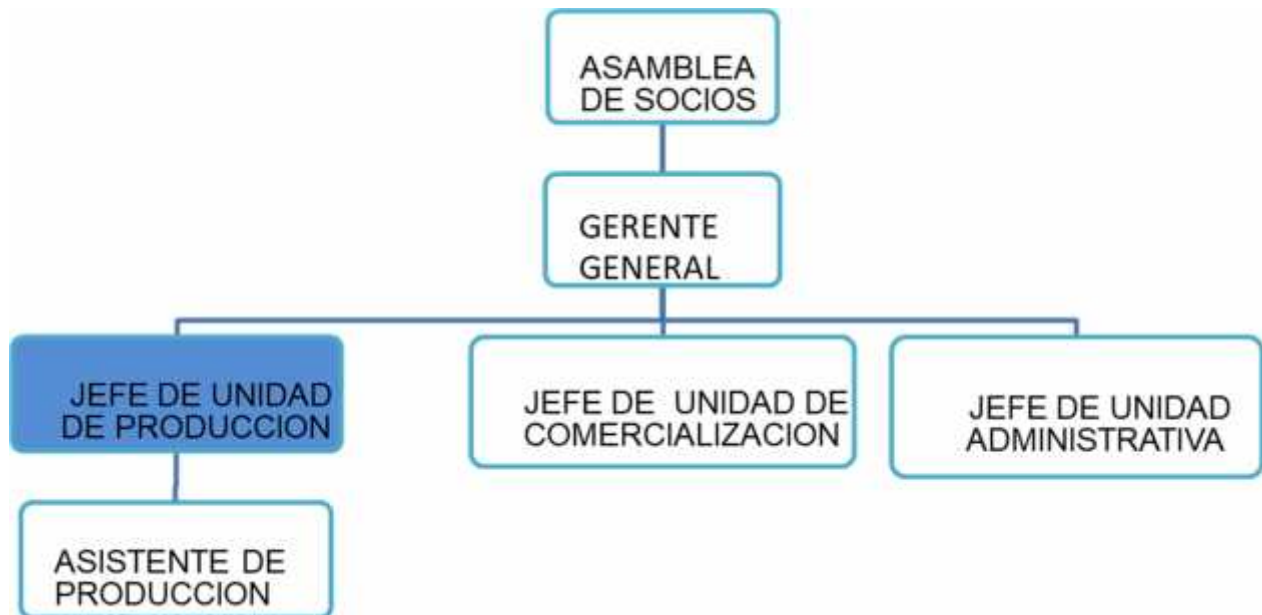 ASAMBLEA
DE SOCIOS
GERENTE
GENERAL
JEFE DE UNIDAD
DE PRODUCCION
JEFE DE UNIDAD DE
COMERCIALIZACION
JEFE DE UNIDAD
ADMINISTRATIVA
ASISTENTE DE
PRODUCCION